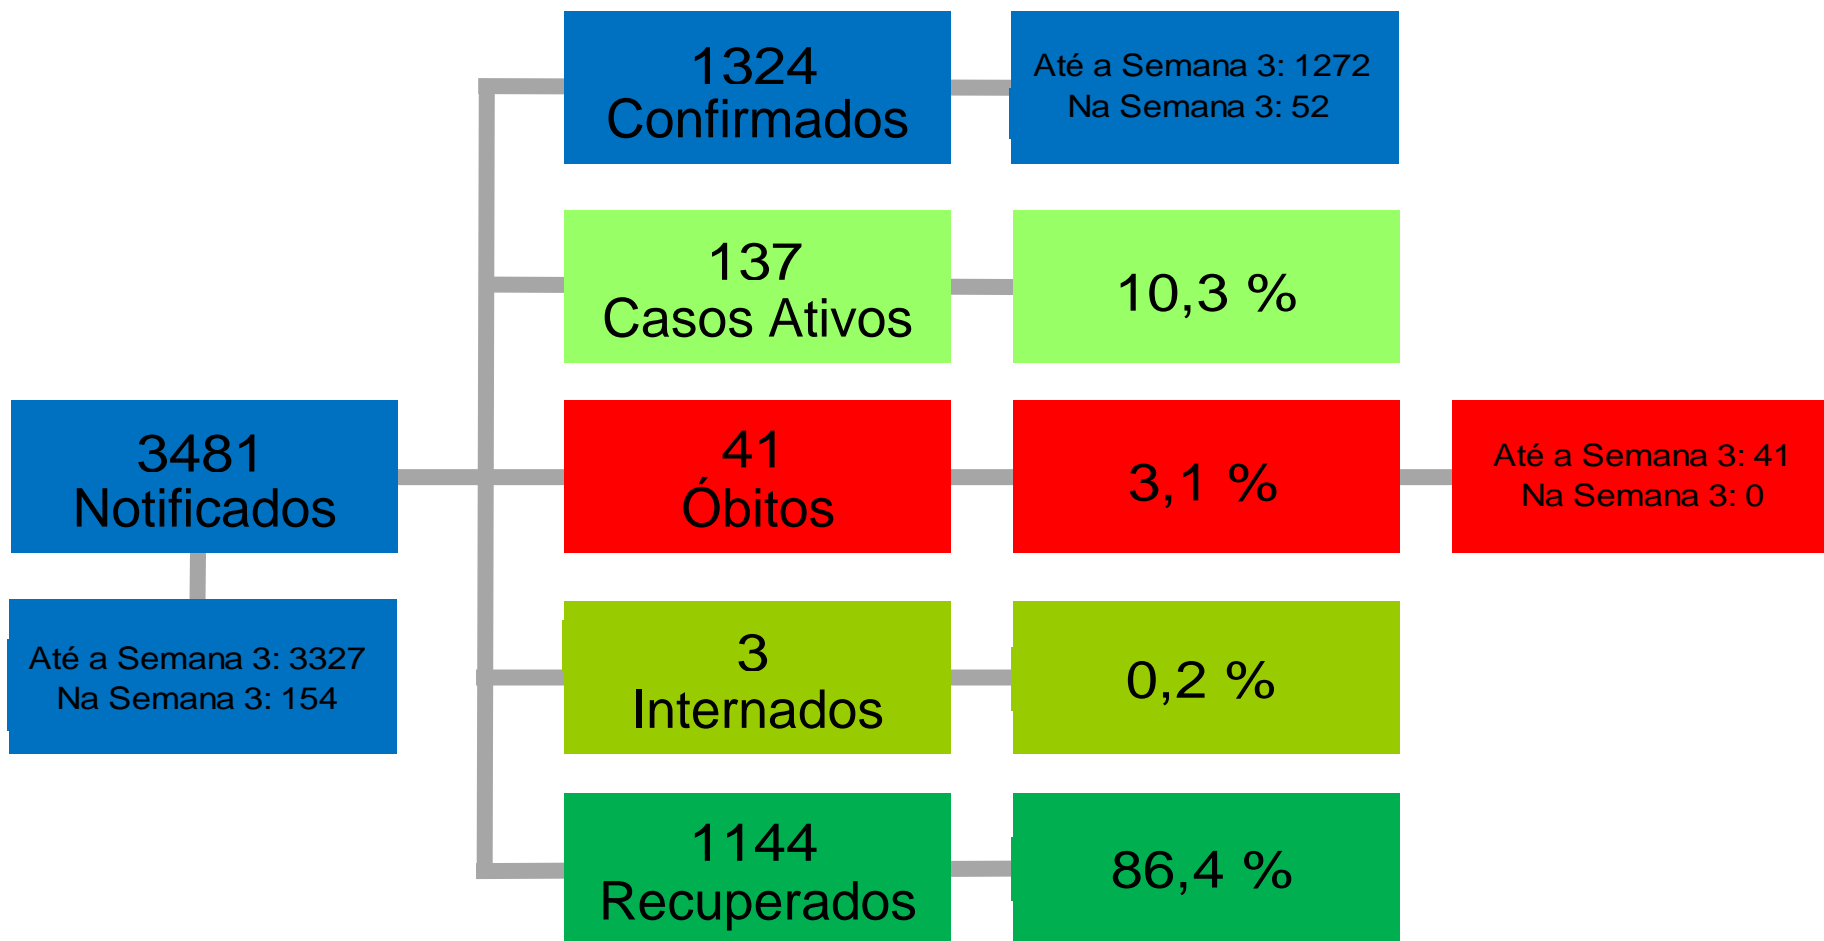 1324
Confirmados
Até a Semana 3: 1272
Na Semana 3: 52
137
Casos Ativos
10,3 %
3481
Notificados
41
Óbitos
3,1 %
Até a Semana 3: 41
Na Semana 3: 0
Até a Semana 3: 3327
Na Semana 3: 154
3
Internados
0,2 %
1144
Recuperados
86,4 %